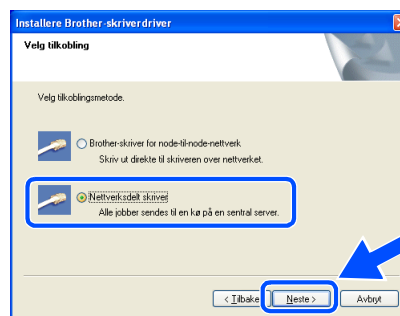 Installere Brother-skriverdriver
Velg tilkobling
Velg tilkoblingsmetode.
Brother-skriver for node-til-node-nettverk
Skriv ut direkte til skriveren over nettverket.
Nettverksdelt skriver
Alle jobber sendes til en kø på en sentral server.
< Tilbake Neste > Avbryt